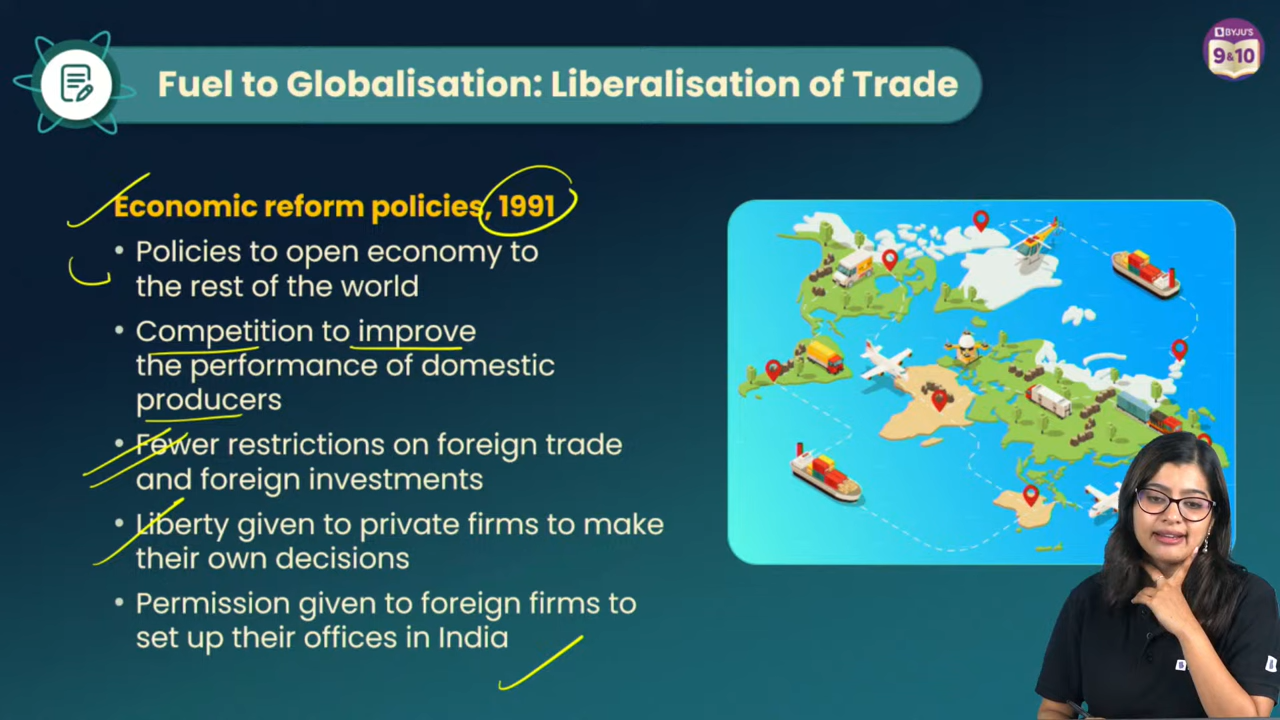 BYJU'S
9&10
Fuel to Globalisation: Liberalisation of Trade
Economic reform policies, 1991
• Policies to open economy to
the rest of the world
• Competition to improve
the performance of domestic
producers
• Fewer restrictions on foreign trade
and foreign investments
• Liberty given to private firms to make
their own decisions
• Permission given to foreign firms to
set up their offices in India